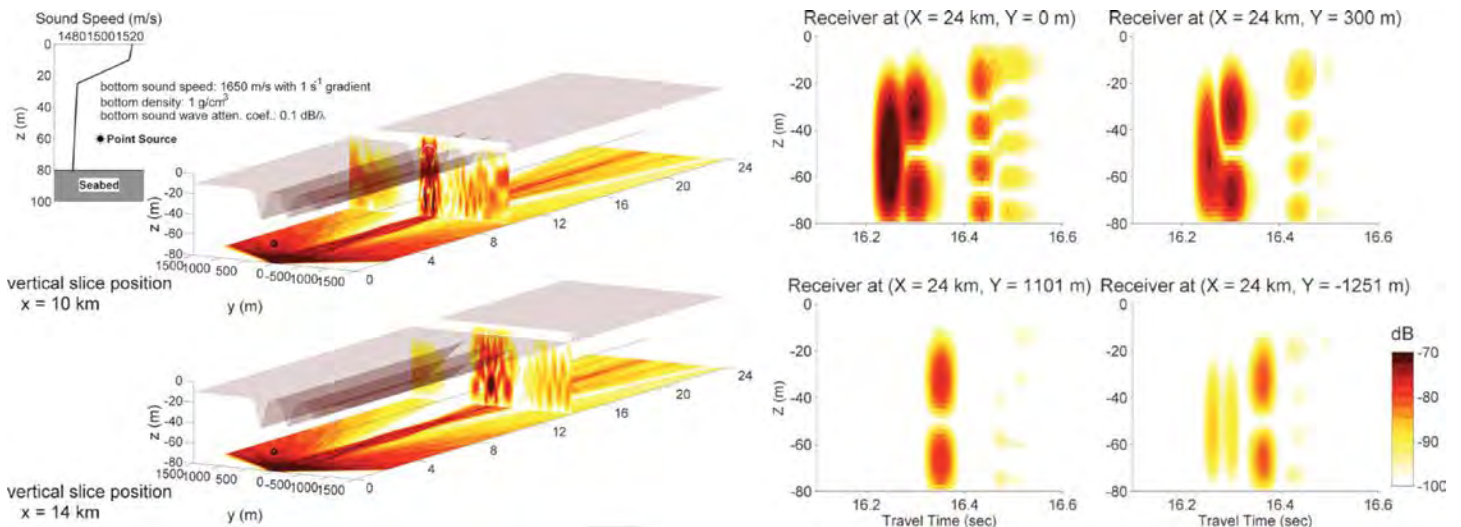 Sound Speed (m/s)
1480 1500 1520
0
20
40
60
80
100
z (m)
bottom sound speed: 1650 m/s with 1 s⁻¹ gradient
bottom density: 1 g/cm³
bottom sound wave atten. coef.: 0.1 dB/λ
Point Source
Seabed
0
-20
-40
-60
-80
z (m)
1500
1000
500
0
-500
1000
1500
y (m)
0
4
8
12
16
20
24
vertical slice position
x = 10 km
0
-20
-40
-60
-80
z (m)
1500
1000
500
0
-500
1000
1500
y (m)
0
4
8
12
16
20
24
vertical slice position
x = 14 km
Receiver at (X = 24 km, Y = 0 m)
0
-20
-40
-60
-80
Z (m)
16.2 16.4 16.6
Receiver at (X = 24 km, Y = 300 m)
0
-20
-40
-60
-80
16.2 16.4 16.6
Receiver at (X = 24 km, Y = 1101 m)
0
-20
-40
-60
-80
Z (m)
16.2 16.4 16.6
Travel Time (sec)
Receiver at (X = 24 km, Y = -1251 m)
0
-20
-40
-60
-80
16.2 16.4 16.6
Travel Time (sec)
dB
-70
-80
-90
-100